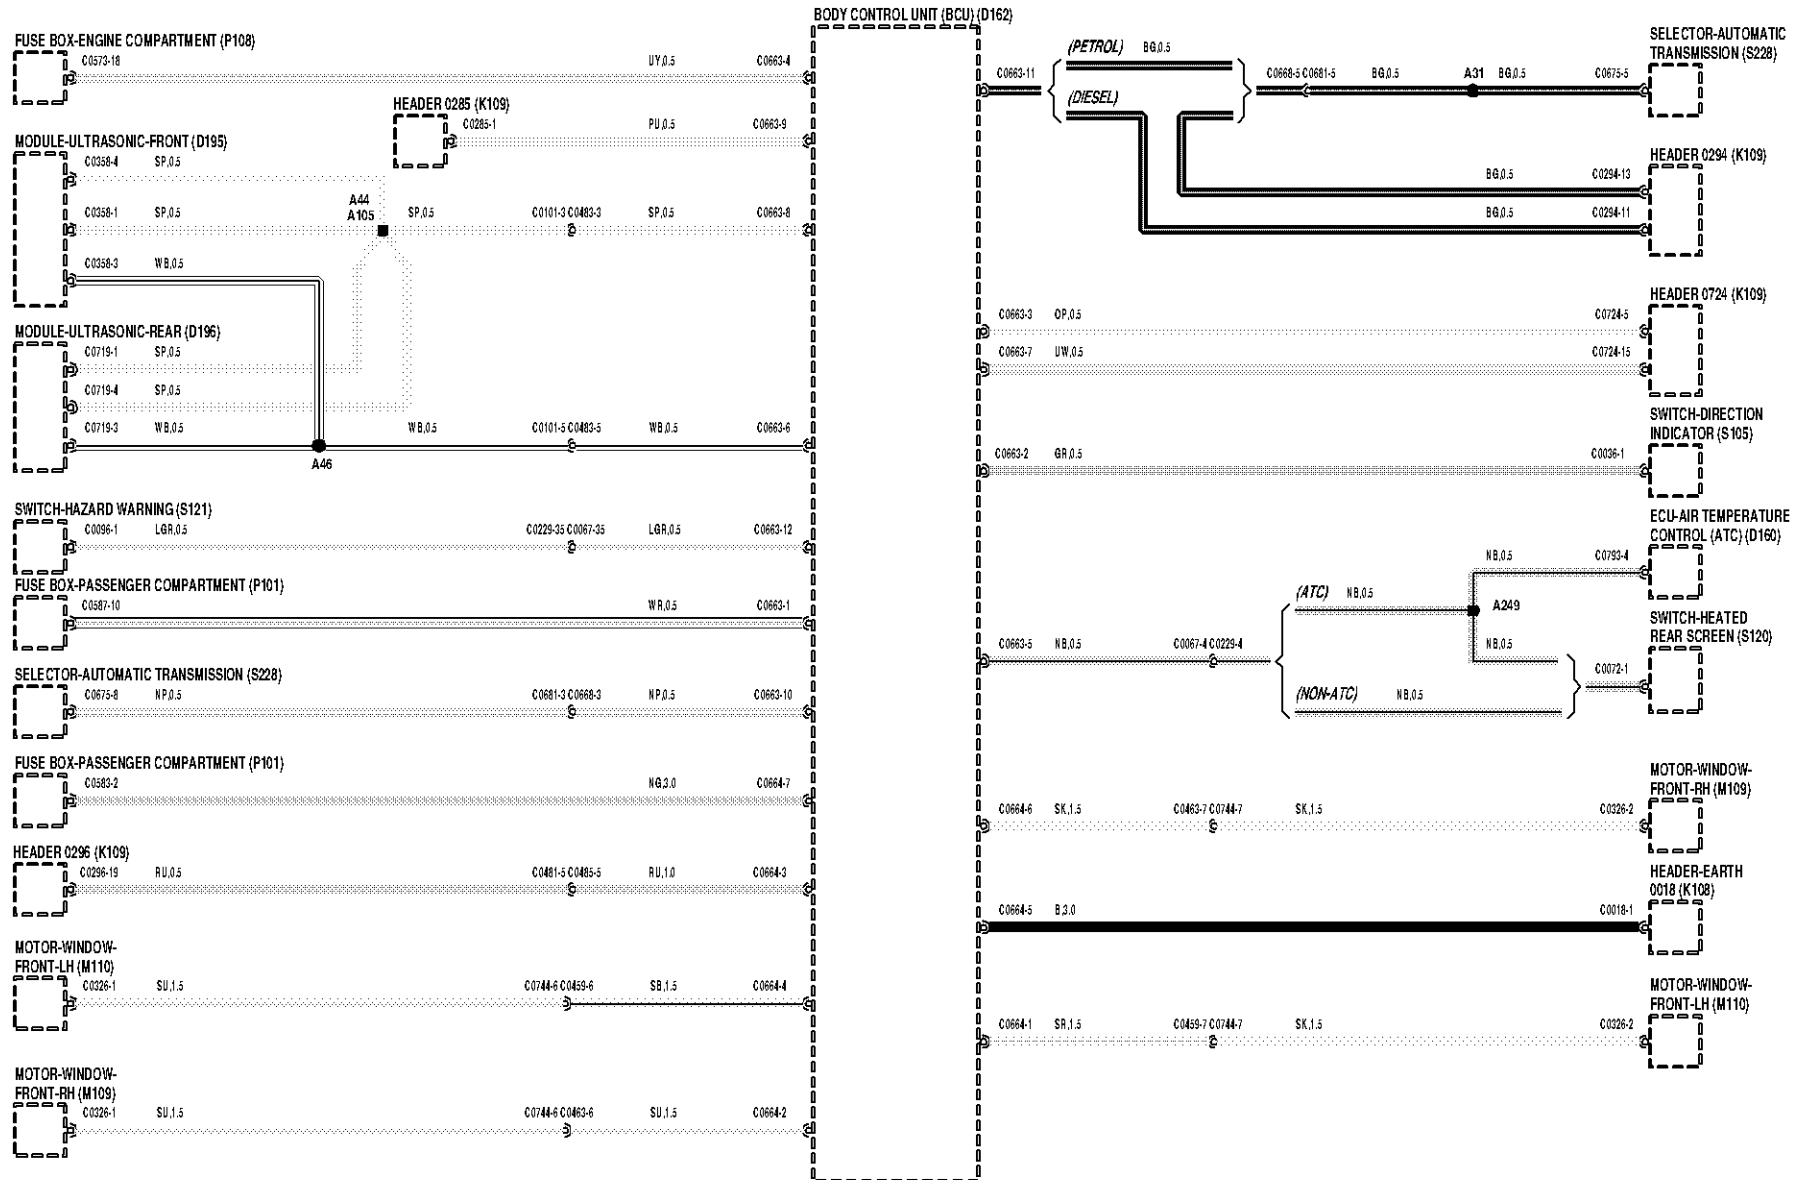 BODY CONTROL UNIT (BCU) (D162)
FUSE BOX-ENGINE COMPARTMENT (P108)
C0573-18 UY,0.5 C0663-4
HEADER 0285 (K109)
C0285-1 PU,0.5 C0663-9
MODULE-ULTRASONIC-FRONT (D195)
C0358-4 SP,0.5
A44
A105
C0358-1 SP,0.5 SP,0.5 C0101-3 C0483-3 SP,0.5 C0663-8
C0358-3 WB,0.5
MODULE-ULTRASONIC-REAR (D196)
C0719-1 SP,0.5
C0719-4 SP,0.5
C0719-3 WB,0.5 WB,0.5 C0101-5 C0483-5 WB,0.5 C0663-6
A46
SWITCH-HAZARD WARNING (S121)
C0096-1 LGR,0.5 C0229-35 C0067-35 LGR,0.5 C0663-12
FUSE BOX-PASSENGER COMPARTMENT (P101)
C0587-10 WR,0.5 C0663-1
SELECTOR-AUTOMATIC TRANSMISSION (S228)
C0675-8 NP,0.5 C0681-3 C0668-3 NP,0.5 C0663-10
FUSE BOX-PASSENGER COMPARTMENT (P101)
C0583-2 NG,3.0 C0664-7
HEADER 0296 (K109)
C0296-19 RU,0.5 C0481-5 C0485-5 RU,1.0 C0664-3
MOTOR-WINDOW-
FRONT-LH (M110)
C0326-1 SU,1.5 C0744-6 C0459-6 SB,1.5 C0664-4
MOTOR-WINDOW-
FRONT-RH (M109)
C0326-1 SU,1.5 C0744-6 C0463-6 SU,1.5 C0664-2
SELECTOR-AUTOMATIC
TRANSMISSION (S228)
(PETROL) BG,0.5
C0663-11 C0668-5 C0681-5 BG,0.5 A31 BG,0.5 C0675-5
(DIESEL)
HEADER 0294 (K109)
BG,0.5 C0294-13
BG,0.5 C0294-11
HEADER 0724 (K109)
C0663-3 OP,0.5 C0724-5
C0663-7 UW,0.5 C0724-15
SWITCH-DIRECTION
INDICATOR (S105)
C0663-2 GR,0.5 C0036-1
ECU-AIR TEMPERATURE
CONTROL (ATC) (D160)
NB,0.5 C0793-4
(ATC) NB,0.5 A249
SWITCH-HEATED
REAR SCREEN (S120)
C0663-5 NB,0.5 C0067-4 C0229-4 NB,0.5
C0072-1
(NON-ATC) NB,0.5
MOTOR-WINDOW-
FRONT-RH (M109)
C0664-6 SK,1.5 C0463-7 C0744-7 SK,1.5 C0326-2
HEADER-EARTH
0018 (K108)
C0664-5 B,3.0 C0018-1
MOTOR-WINDOW-
FRONT-LH (M110)
C0664-1 SR,1.5 C0459-7 C0744-7 SK,1.5 C0326-2